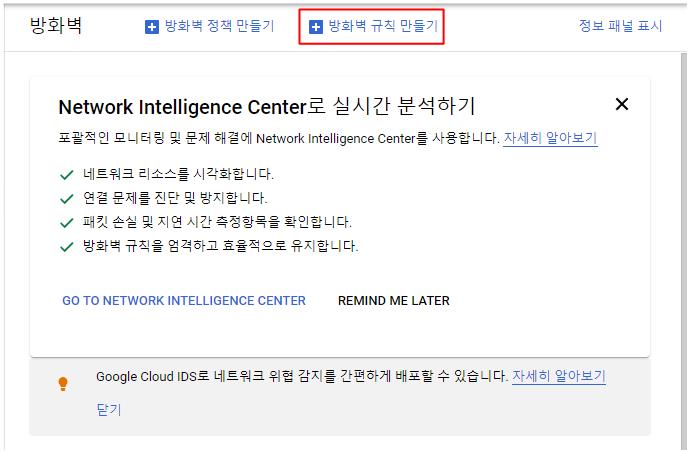 방화벽 방화벽 정책 만들기 방화벽 규칙 만들기 정보 패널 표시
Network Intelligence Center로 실시간 분석하기
포괄적인 모니터링 및 문제 해결에 Network Intelligence Center를 사용합니다. 자세히 알아보기
네트워크 리소스를 시각화합니다.
연결 문제를 진단 및 방지합니다.
패킷 손실 및 지연 시간 측정항목을 확인합니다.
방화벽 규칙을 엄격하고 효율적으로 유지합니다.
GO TO NETWORK INTELLIGENCE CENTER REMIND ME LATER
Google Cloud IDS로 네트워크 위협 감지를 간편하게 배포할 수 있습니다. 자세히 알아보기
닫기